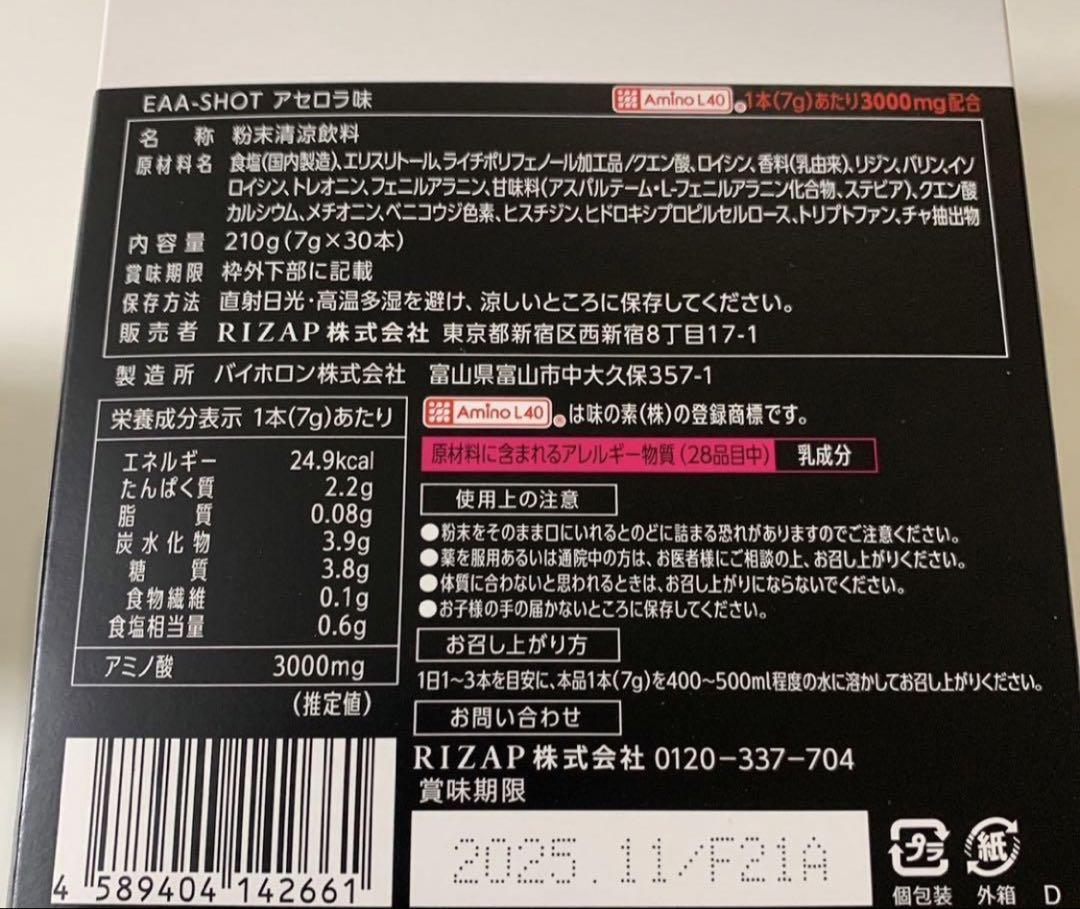 EAA-SHOT アセロラ味
Amino L40 ® 1本(7g)あたり3000mg配合
名称 粉末清涼飲料
原材料名 食塩(国内製造)、エリスリトール、ライチポリフェノール加工品/クエン酸、ロイシン、香料(乳由来)、リジン、バリン、イソ
ロイシン、トレオニン、フェニルアラニン、甘味料(アスパルテーム・L-フェニルアラニン化合物、ステビア)、クエン酸
カルシウム、メチオニン、ベニコウジ色素、ヒスチジン、ヒドロキシプロピルセルロース、トリプトファン、チャ抽出物
内容量 210g(7g×30本)
賞味期限 枠外下部に記載
保存方法 直射日光・高温多湿を避け、涼しいところに保存してください。
販売者 RIZAP株式会社 東京都新宿区西新宿8丁目17-1
製造所 バイホロン株式会社 富山県富山市中大久保357-1
栄養成分表示 1本(7g)あたり
エネルギー 24.9kcal
たんぱく質 2.2g
脂質 0.08g
炭水化物 3.9g
糖質 3.8g
食物繊維 0.1g
食塩相当量 0.6g
アミノ酸 3000mg
(推定値)
Amino L40 ® は味の素(株)の登録商標です。
原材料に含まれるアレルギー物質(28品目中) 乳成分
使用上の注意
●粉末をそのまま口にいれるとのどに詰まる恐れがありますのでご注意ください。
●薬を服用あるいは通院中の方は、お医者様にご相談の上、お召し上がりください。
●体質に合わないと思われるときは、お召し上がりにならないでください。
●お子様の手の届かないところに保存してください。
お召し上がり方
1日1~3本を目安に、本品1本(7g)を400~500ml程度の水に溶かしてお召し上がりください。
お問い合わせ
RIZAP株式会社 0120-337-704
賞味期限
2025.11/F21A
4 589404 142661
プラ 紙
個包装 外箱 D